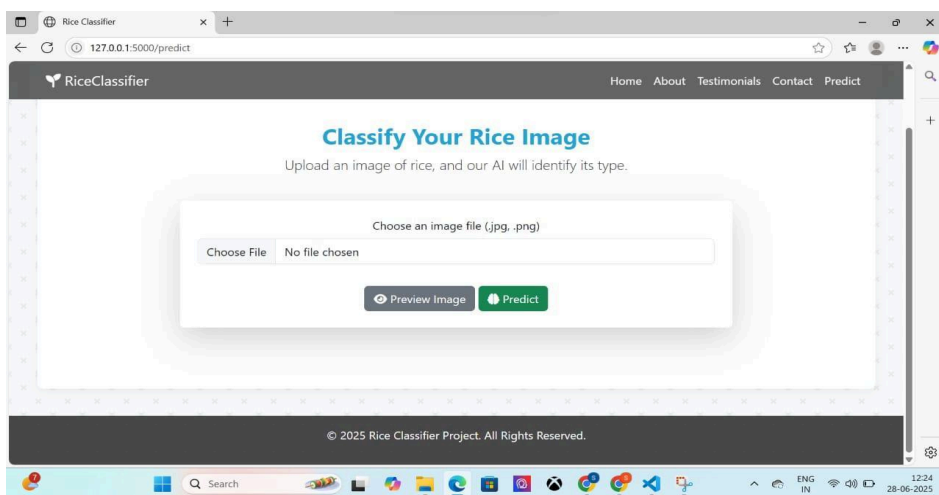 Rice Classifier
127.0.0.1:5000/predict
RiceClassifier
Home About Testimonials Contact Predict
Classify Your Rice Image
Upload an image of rice, and our AI will identify its type.
Choose an image file (.jpg, .png)
Choose File No file chosen
Preview Image Predict
© 2025 Rice Classifier Project. All Rights Reserved.
Search
ENG
IN
12:24
28-06-2025